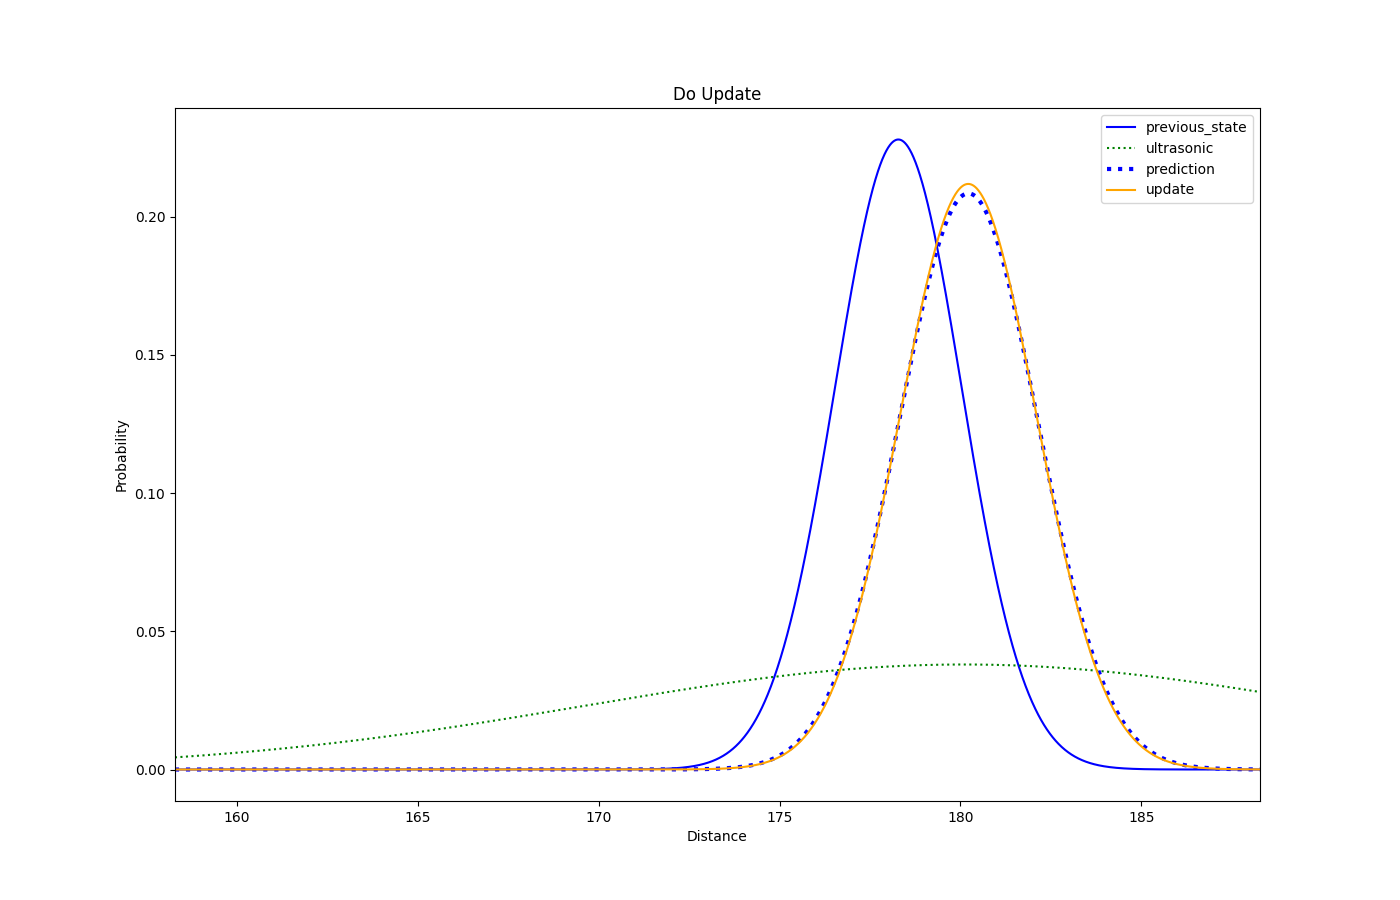 Do Update
previous_state
ultrasonic
prediction
update
0.20
0.15
0.10
0.05
0.00
Probability
160 165 170 175 180 185
Distance